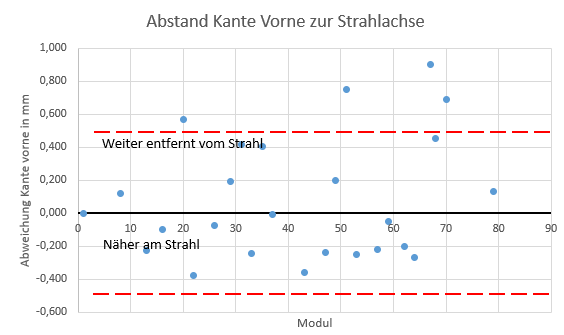 Abstand Kante Vorne zur Strahlachse
1,000
0,800
0,600
0,400
0,200
0,000
-0,200
-0,400
-0,600
Abweichung Kante vorne in mm
Weiter entfernt vom Strahl
Näher am Strahl
0 10 20 30 40 50 60 70 80 90
Modul